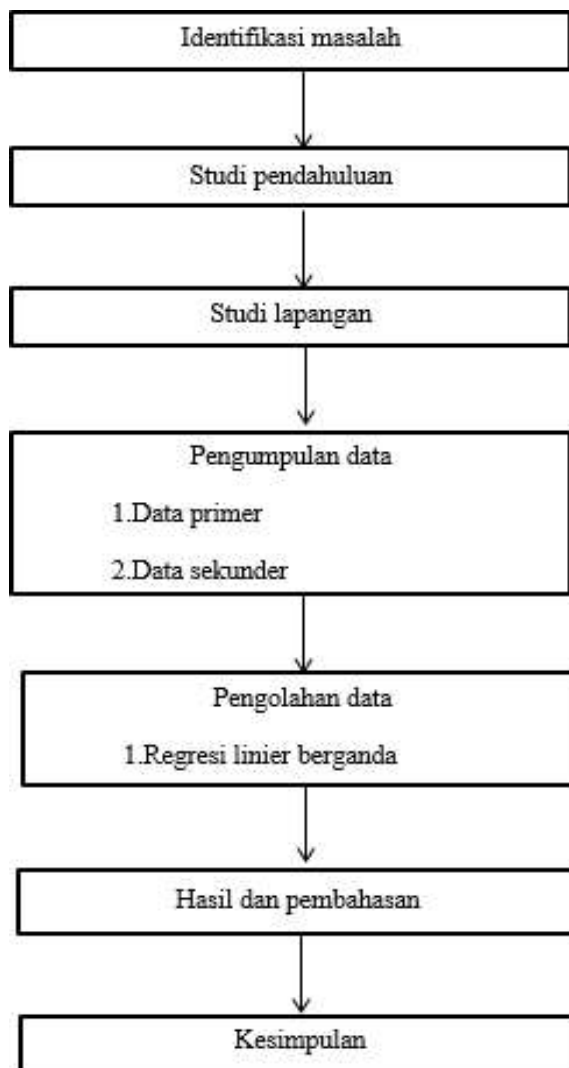 Identifikasi masalah
Studi pendahuluan
Studi lapangan
Pengumpulan data
1.Data primer
2.Data sekunder
Pengolahan data
1.Regresi linier berganda
Hasil dan pembahasan
Kesimpulan